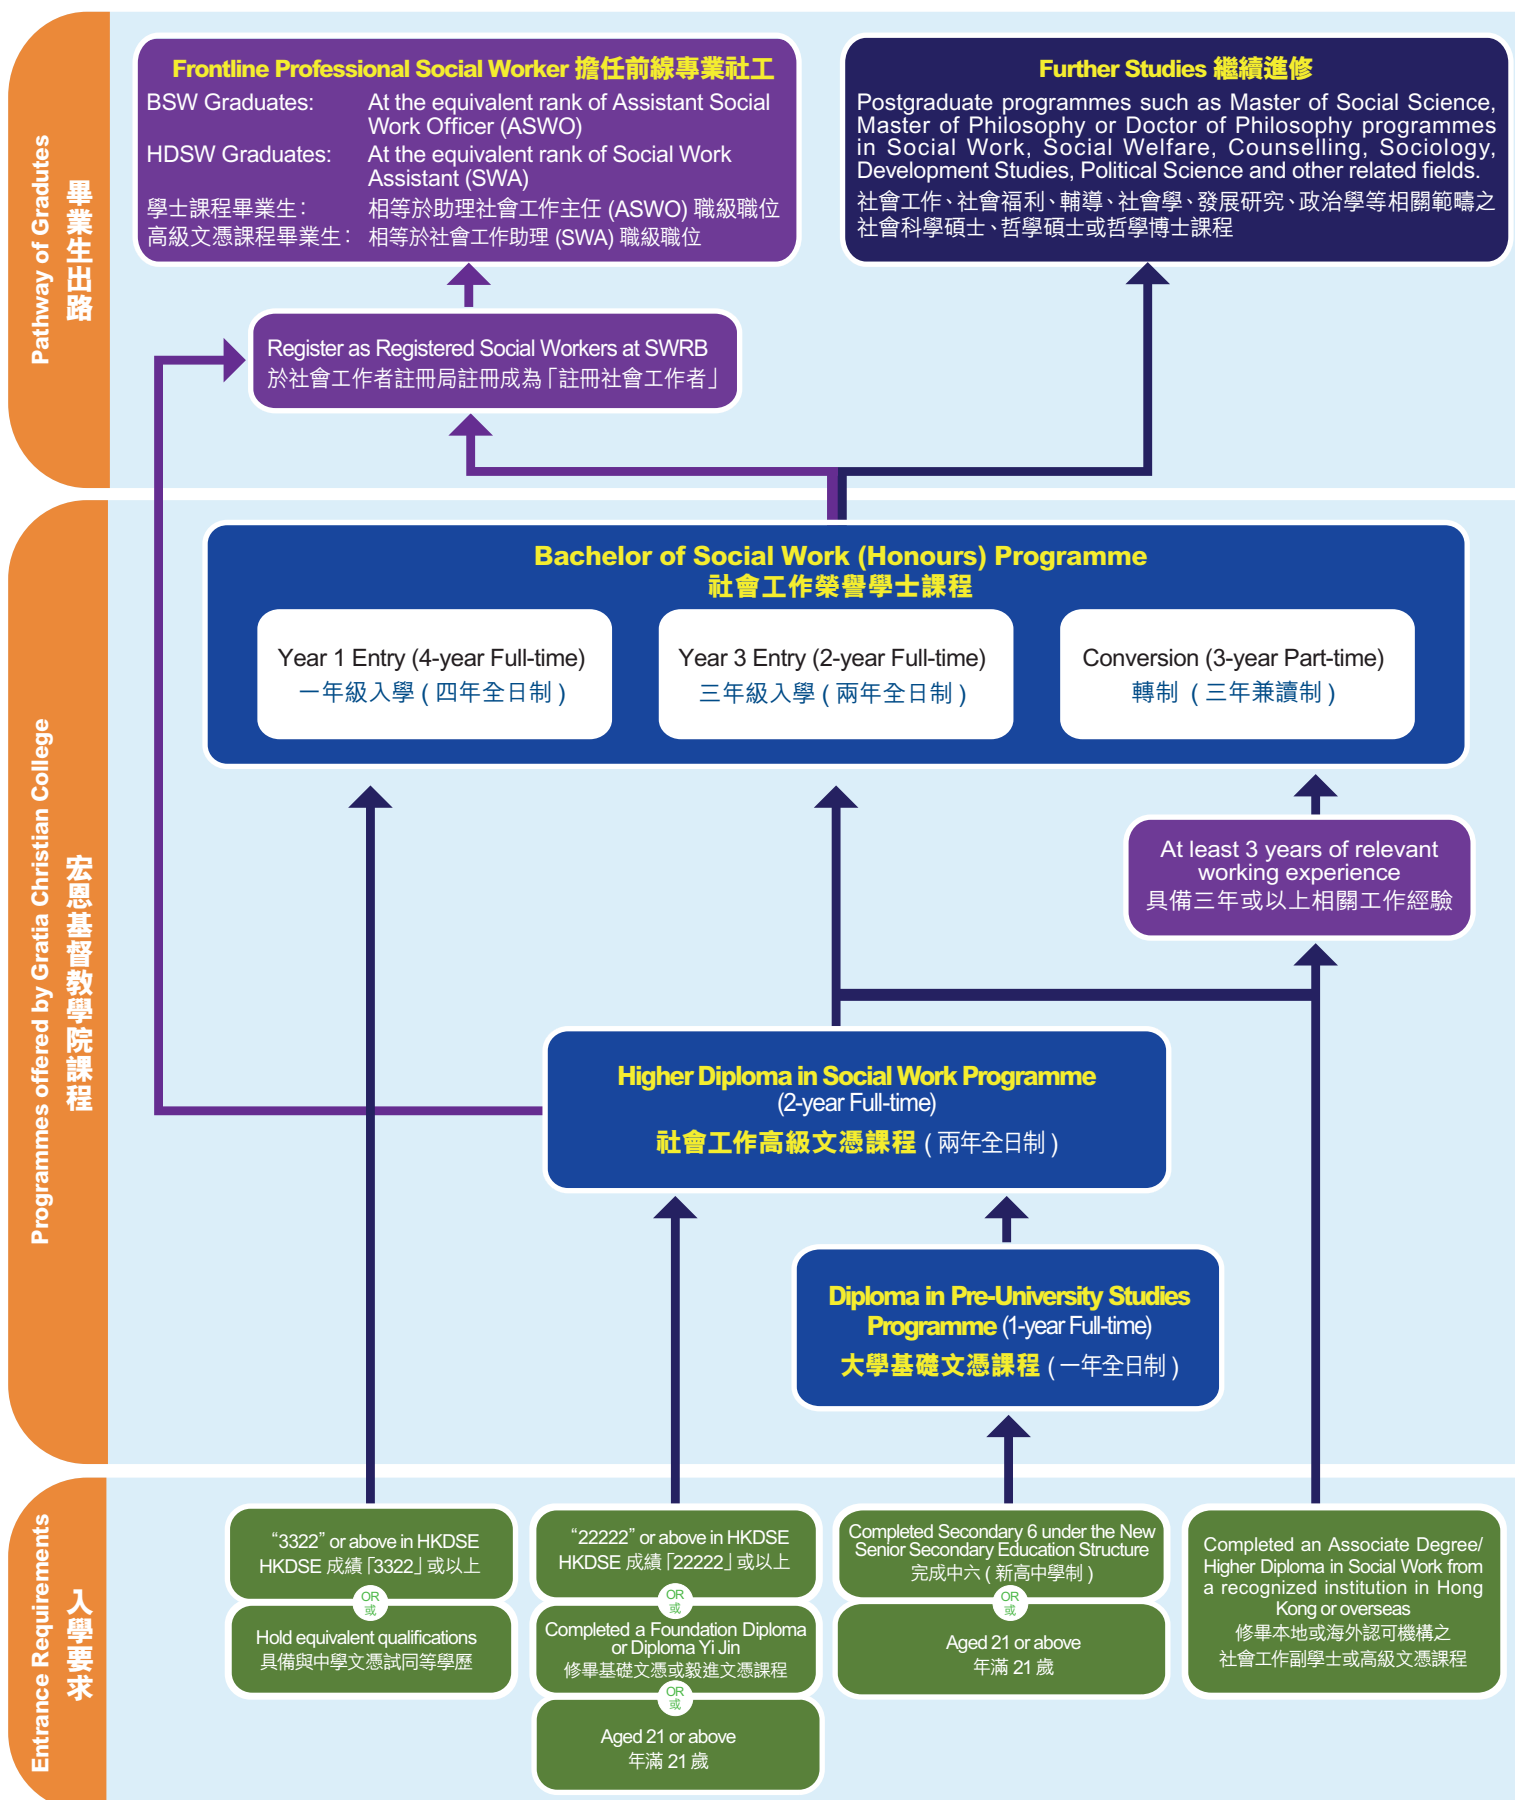 Pathway of Gradutes
畢業生出路
Frontline Professional Social Worker 擔任前線專業社工
BSW Graduates: At the equivalent rank of Assistant Social
Work Officer (ASWO)
HDSW Graduates: At the equivalent rank of Social Work
Assistant (SWA)
學士課程畢業生： 相等於助理社會工作主任 (ASWO) 職級職位
高級文憑課程畢業生： 相等於社會工作助理 (SWA) 職級職位
Further Studies 繼續進修
Postgraduate programmes such as Master of Social Science,
Master of Philosophy or Doctor of Philosophy programmes
in Social Work, Social Welfare, Counselling, Sociology,
Development Studies, Political Science and other related fields.
社會工作、社會福利、輔導、社會學、發展研究、政治學等相關範疇之
社會科學碩士、哲學碩士或哲學博士課程
Register as Registered Social Workers at SWRB
於社會工作者註冊局註冊成為「註冊社會工作者」
Programmes offered by Gratia Christian College
宏恩基督教學院課程
Bachelor of Social Work (Honours) Programme
社會工作榮譽學士課程
Year 1 Entry (4-year Full-time)
一年級入學 ( 四年全日制 )
Year 3 Entry (2-year Full-time)
三年級入學 ( 兩年全日制 )
Conversion (3-year Part-time)
轉制 ( 三年兼讀制 )
At least 3 years of relevant
working experience
具備三年或以上相關工作經驗
Higher Diploma in Social Work Programme
(2-year Full-time)
社會工作高級文憑課程 ( 兩年全日制 )
Diploma in Pre-University Studies
Programme (1-year Full-time)
大學基礎文憑課程 ( 一年全日制 )
Entrance Requirements
入學要求
“3322” or above in HKDSE
HKDSE 成績「3322」或以上
OR
或
Hold equivalent qualifications
具備與中學文憑試同等學歷
“22222” or above in HKDSE
HKDSE 成績「22222」或以上
OR
或
Completed a Foundation Diploma
or Diploma Yi Jin
修畢基礎文憑或毅進文憑課程
OR
或
Aged 21 or above
年滿 21 歲
Completed Secondary 6 under the New
Senior Secondary Education Structure
完成中六 ( 新高中學制 )
OR
或
Aged 21 or above
年滿 21 歲
Completed an Associate Degree/
Higher Diploma in Social Work from
a recognized institution in Hong
Kong or overseas
修畢本地或海外認可機構之
社會工作副學士或高級文憑課程